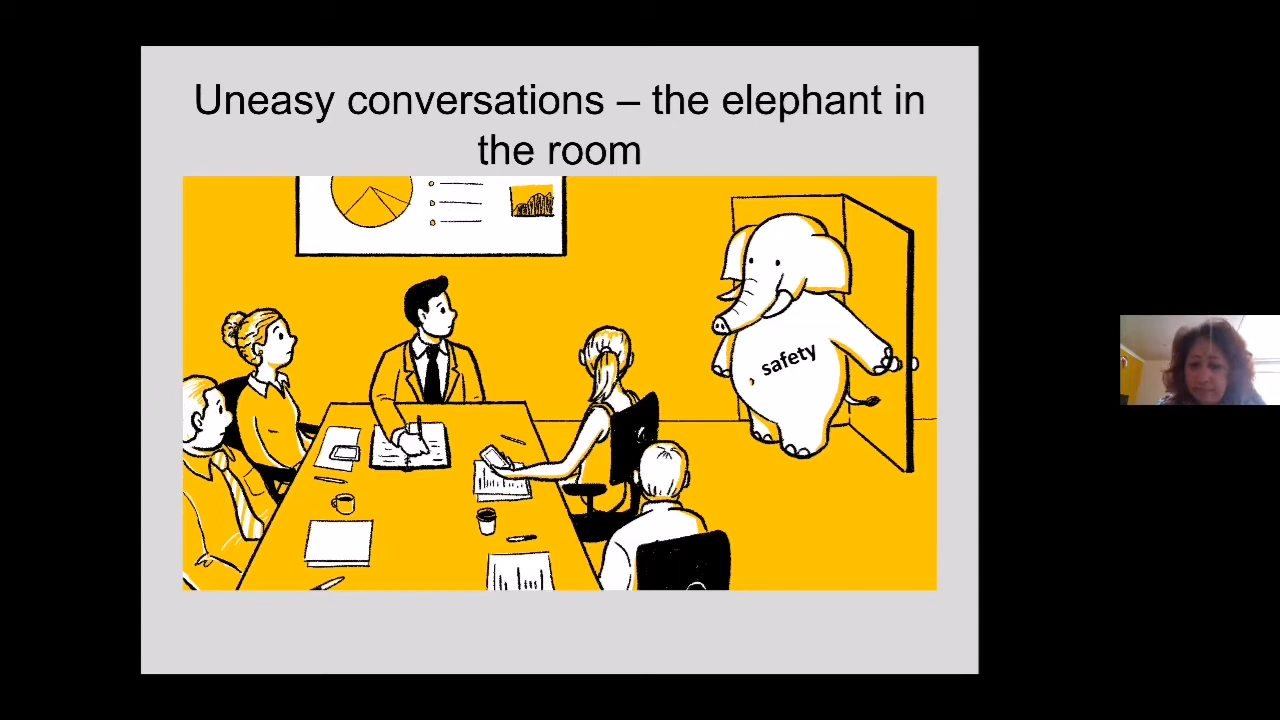 Uneasy conversations – the elephant in
the room
safety